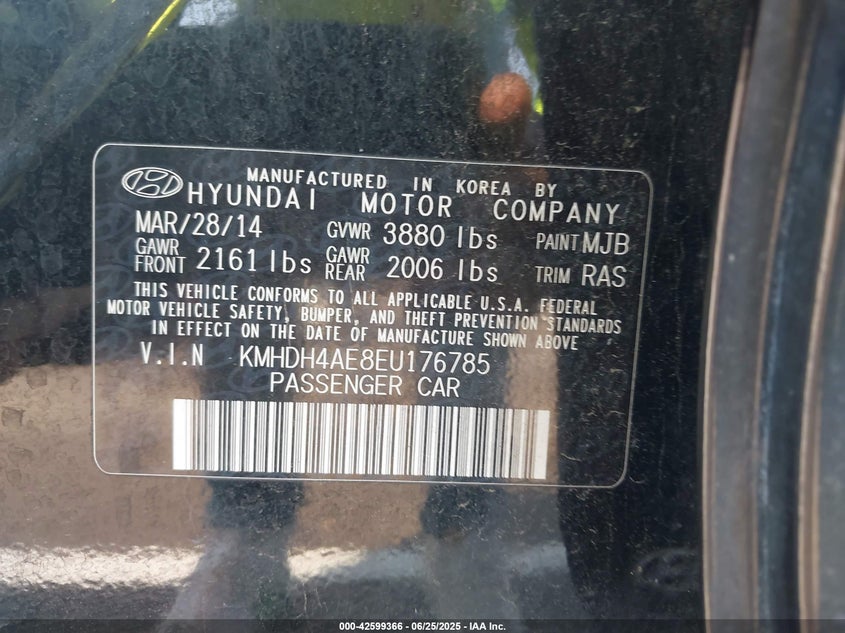 MANUFACTURED IN KOREA BY
HYUNDAI MOTOR COMPANY
MAR/28/14 GVWR 3880 lbs PAINT MJB
GAWR FRONT 2161 lbs GAWR REAR 2006 lbs TRIM RAS
THIS VEHICLE CONFORMS TO ALL APPLICABLE U.S.A. FEDERAL
MOTOR VEHICLE SAFETY, BUMPER, AND THEFT PREVENTION STANDARDS
IN EFFECT ON THE DATE OF MANUFACTURE SHOWN ABOVE
V.I.N KMHDH4AE8EU176785
PASSENGER CAR
000-42599366 - 06/25/2025 - IAA Inc.